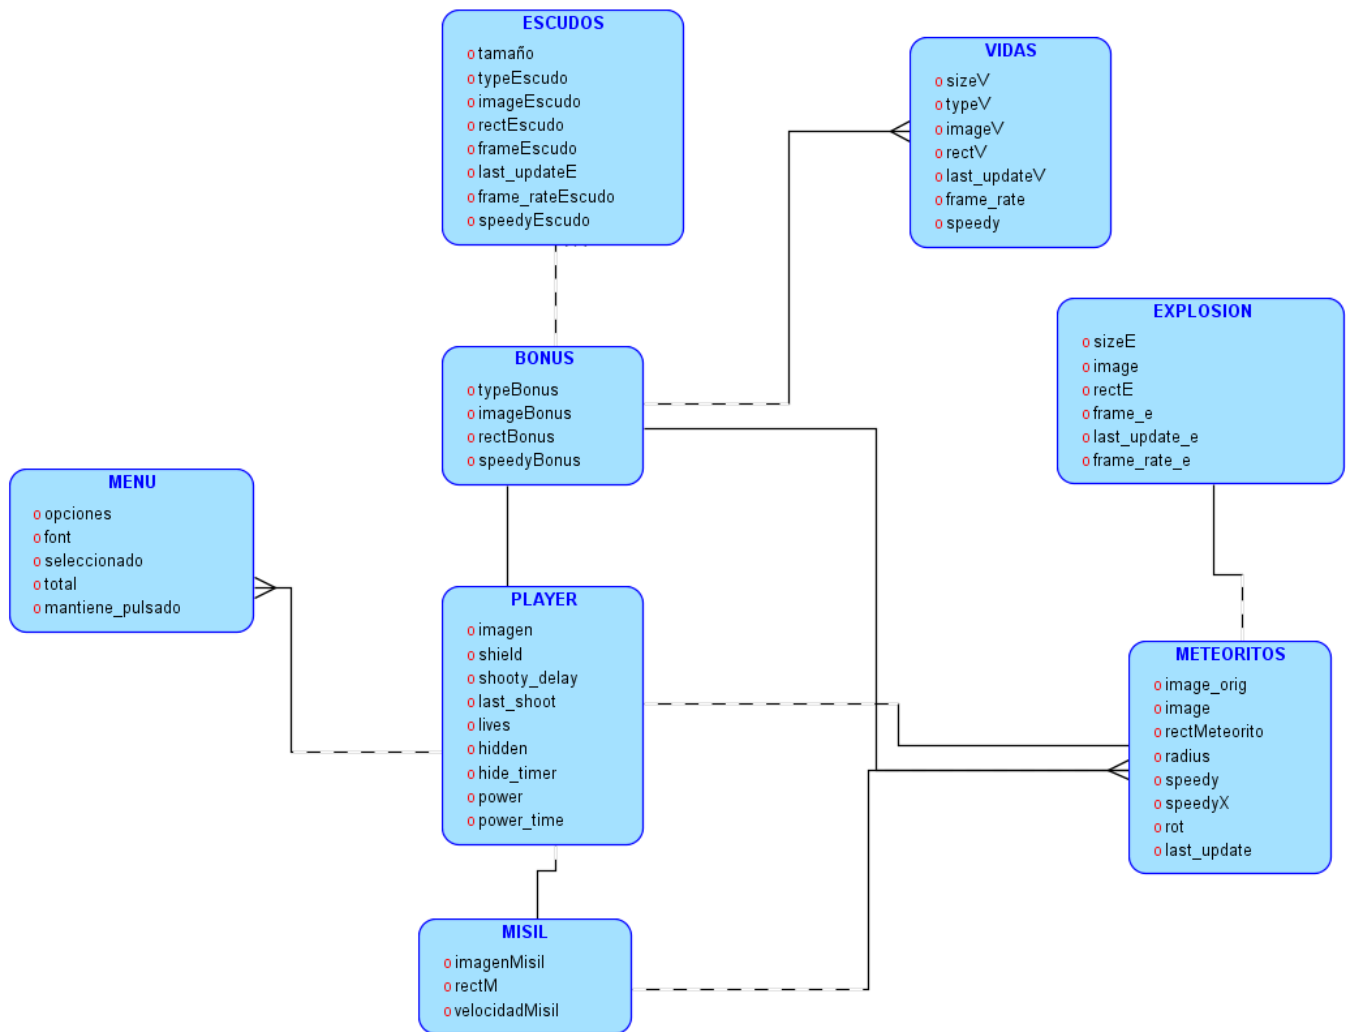 ESCUDOS
tamaño
typeEscudo
imageEscudo
rectEscudo
frameEscudo
last_updateE
frame_rateEscudo
speedyEscudo
VIDAS
sizeV
typeV
imageV
rectV
last_updateV
frame_rate
speedy
EXPLOSION
sizeE
image
rectE
frame_e
last_update_e
frame_rate_e
BONUS
typeBonus
imageBonus
rectBonus
speedyBonus
MENU
opciones
font
seleccionado
total
mantiene_pulsado
PLAYER
imagen
shield
shooty_delay
last_shoot
lives
hidden
hide_timer
power
power_time
METEORITOS
image_orig
image
rectMeteorito
radius
speedy
speedyX
rot
last_update
MISIL
imagenMisil
rectM
velocidadMisil